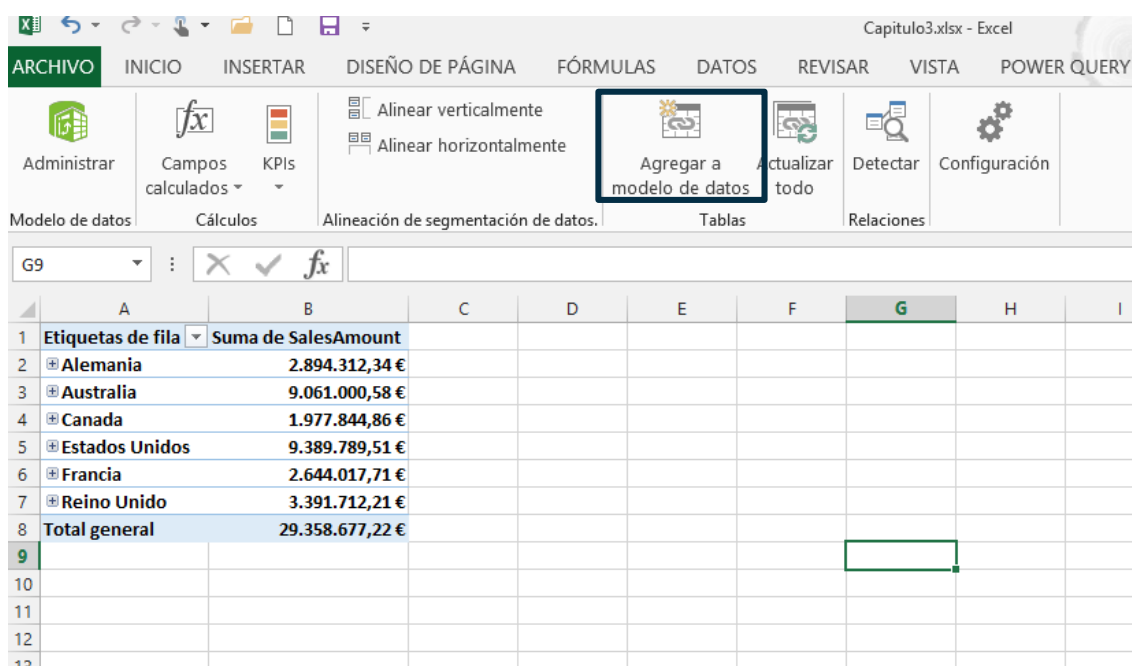 Capitulo3.xlsx - Excel
ARCHIVO INICIO INSERTAR DISEÑO DE PÁGINA FÓRMULAS DATOS REVISAR VISTA POWER QUERY
Alinear verticalmente
Alinear horizontalmente
Administrar Campos calculados KPIs Agregar a modelo de datos Actualizar todo Detectar Configuración
Modelo de datos Cálculos Alineación de segmentación de datos. Tablas Relaciones
G9 fx
A B C D E F G H I
1 Etiquetas de fila Suma de SalesAmount
2 Alemania 2.894.312,34 €
3 Australia 9.061.000,58 €
4 Canada 1.977.844,86 €
5 Estados Unidos 9.389.789,51 €
6 Francia 2.644.017,71 €
7 Reino Unido 3.391.712,21 €
8 Total general 29.358.677,22 €
9
10
11
12
13